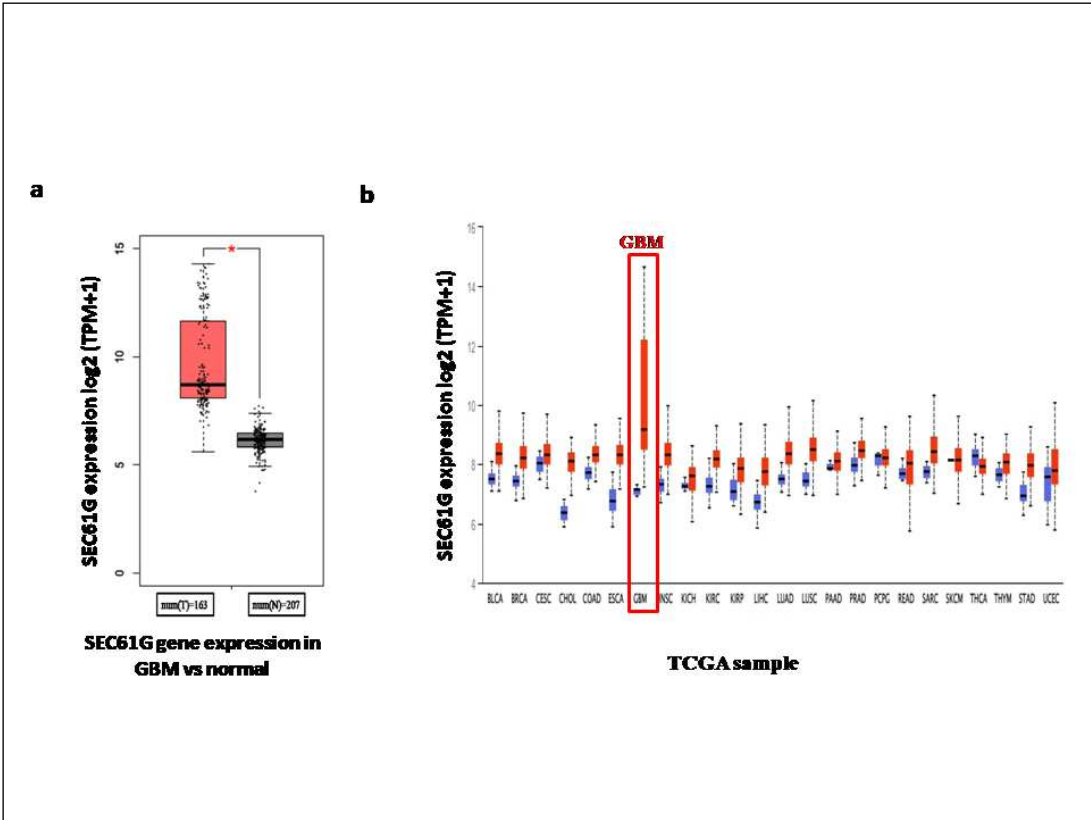 a
b
SEC61G expression log2 (TPM+1)
15
10
5
0
*
num(T)=163
num(N)=207
SEC61G gene expression in
GBM vs normal
SEC61G expression log2 (TPM+1)
16
14
12
10
8
6
4
GBM
BLCA BRCA CESC CHOL COAD ESCA GBM HNSC KICH KIRC KIRP LIHC LUAD LUSC PAAD PRAD PCPG READ SARC SKCM THCA THYM STAD UCEC
TCGA sample